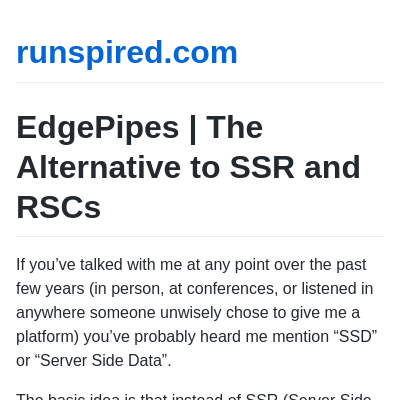 runspired.com
EdgePipes | The
Alternative to SSR and
RSCs
If you’ve talked with me at any point over the past
few years (in person, at conferences, or listened in
anywhere someone unwisely chose to give me a
platform) you’ve probably heard me mention “SSD”
or “Server Side Data”.
The basic idea is that instead of SSR (Server Side